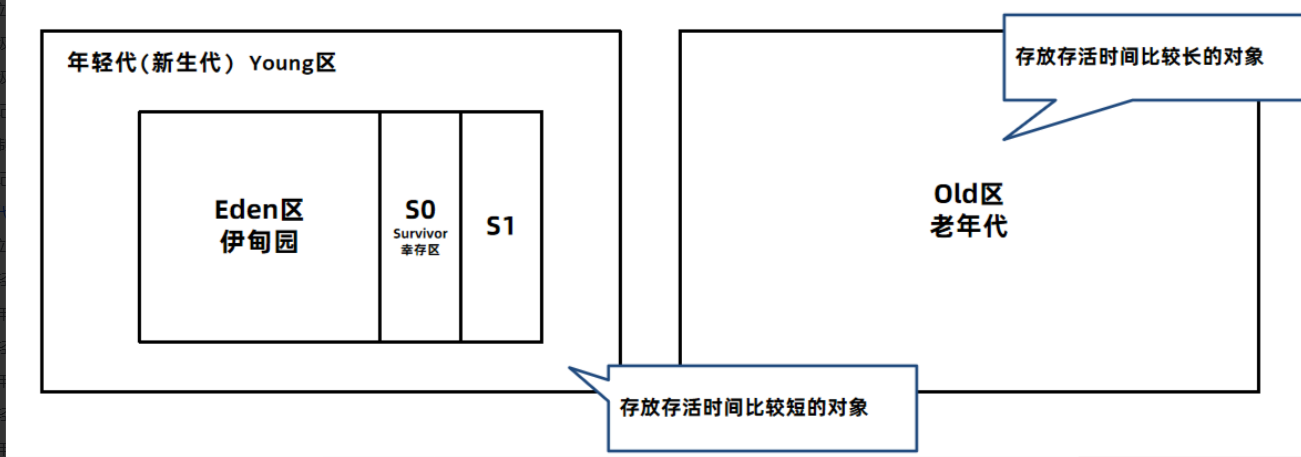 年轻代(新生代) Young区
存放存活时间比较长的对象
Eden区
伊甸园
S0
Survivor
幸存区
S1
Old区
老年代
存放存活时间比较短的对象